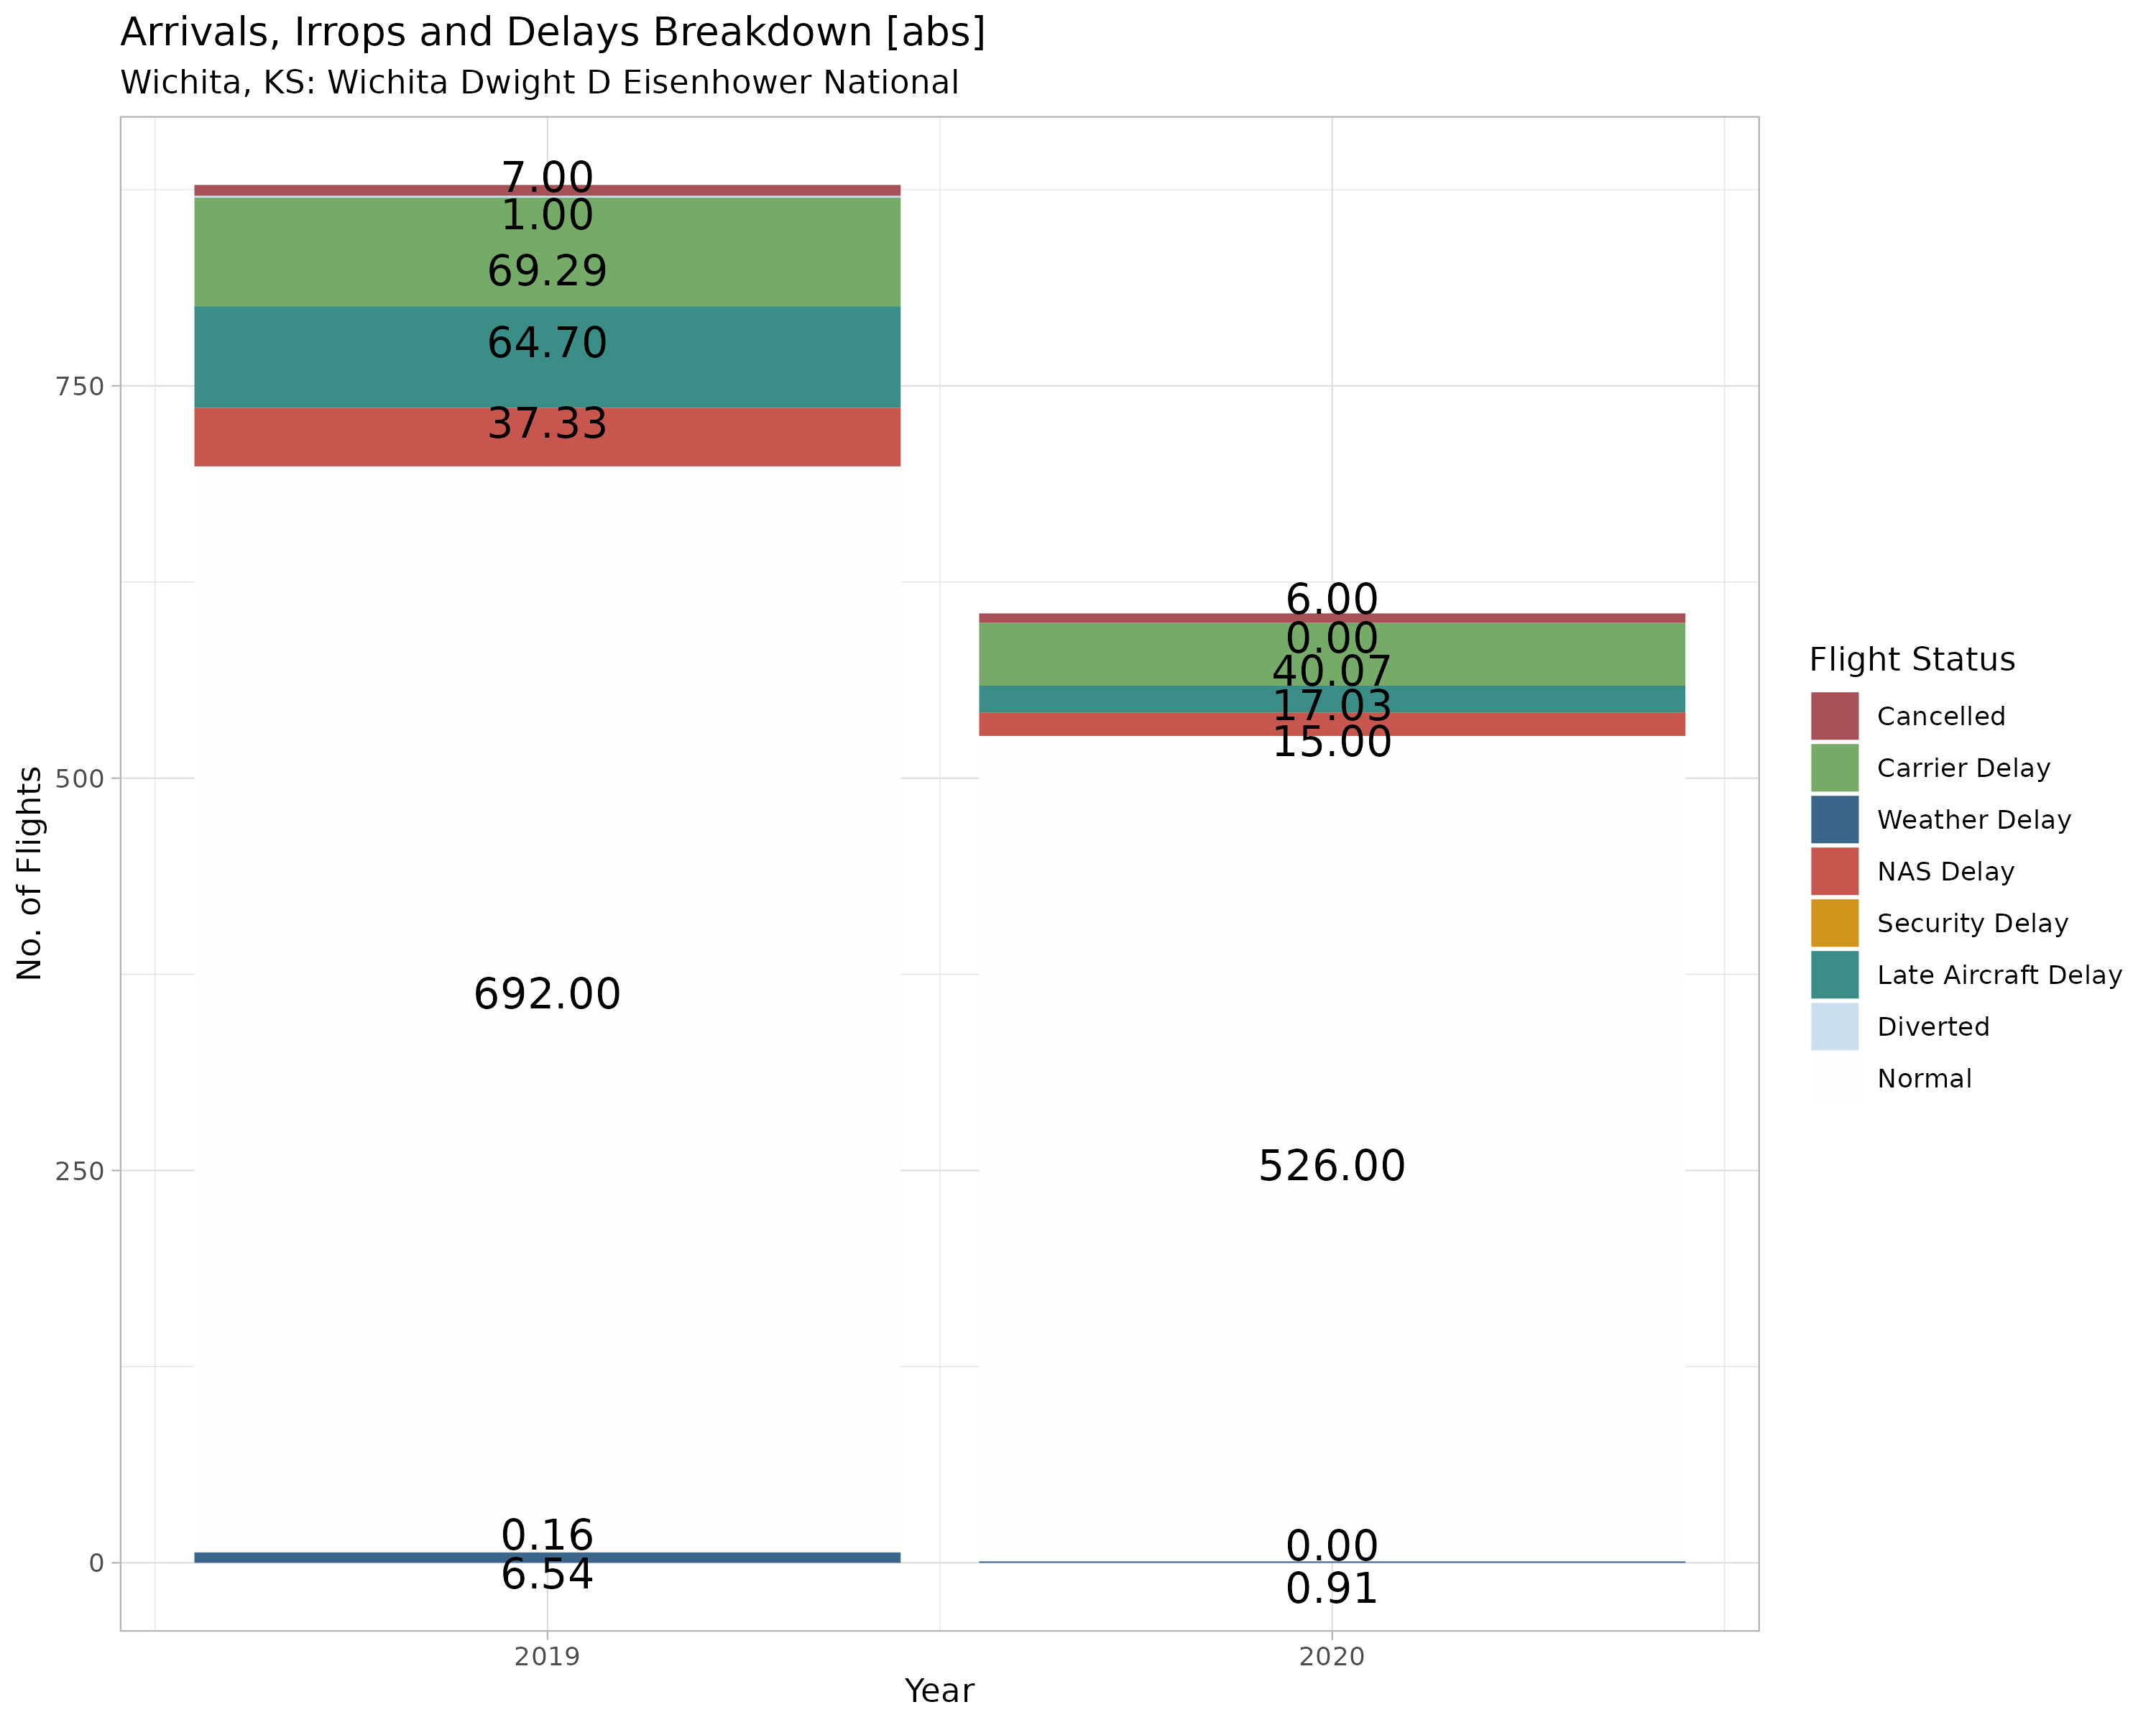 Arrivals, Irrops and Delays Breakdown [abs]
Wichita, KS: Wichita Dwight D Eisenhower National
No. of Flights
750
500
250
0
7.00
1.00
69.29
64.70
37.33
692.00
0.16
6.54
6.00
0.00
40.07
17.03
15.00
526.00
0.00
0.91
2019
2020
Year
Flight Status
Cancelled
Carrier Delay
Weather Delay
NAS Delay
Security Delay
Late Aircraft Delay
Diverted
Normal